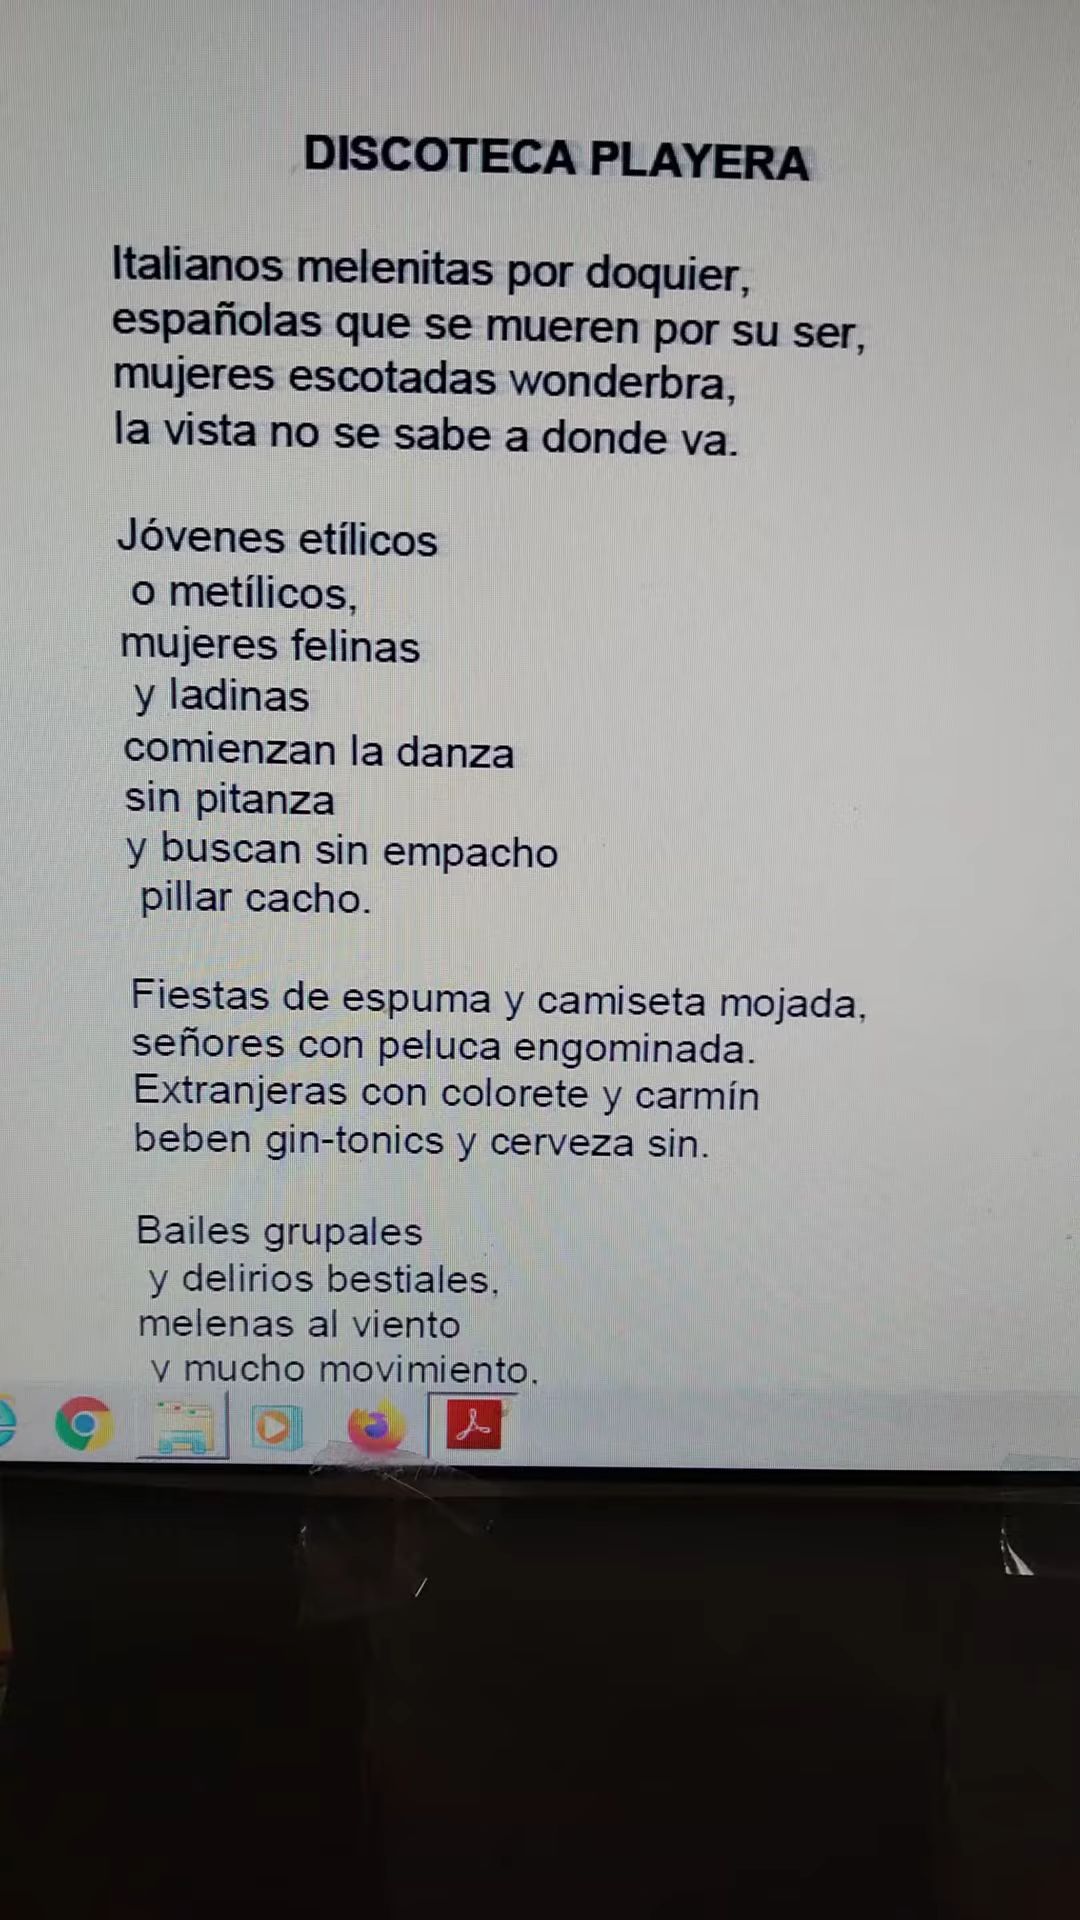 DISCOTECA PLAYERA
Italianos melenitas por doquier,
españolas que se mueren por su ser,
mujeres escotadas wonderbra,
la vista no se sabe a donde va.
Jóvenes etílicos
o metílicos,
mujeres felinas
y ladinas
comienzan la danza
sin pitanza
y buscan sin empacho
pillar cacho.
Fiestas de espuma y camiseta mojada,
señores con peluca engominada.
Extranjeras con colorete y carmín
beben gin-tonics y cerveza sin.
Bailes grupales
y delirios bestiales,
melenas al viento
y mucho movimiento.